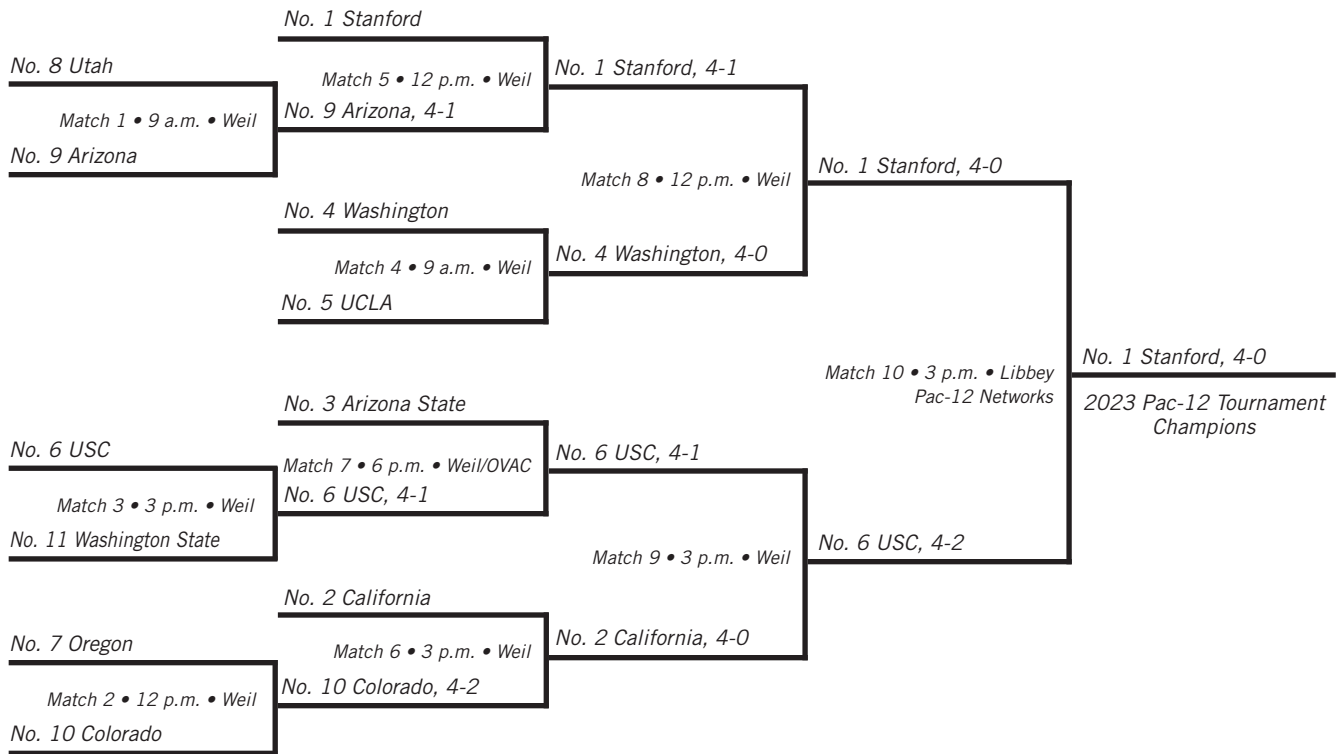 No. 1 Stanford
No. 8 Utah
Match 5 • 12 p.m. • Weil
No. 1 Stanford, 4-1
Match 1 • 9 a.m. • Weil
No. 9 Arizona, 4-1
No. 9 Arizona
Match 8 • 12 p.m. • Weil
No. 1 Stanford, 4-0
No. 4 Washington
Match 4 • 9 a.m. • Weil
No. 4 Washington, 4-0
No. 5 UCLA
Match 10 • 3 p.m. • Libbey
Pac-12 Networks
No. 1 Stanford, 4-0
2023 Pac-12 Tournament
Champions
No. 3 Arizona State
No. 6 USC
Match 7 • 6 p.m. • Weil/OVAC
No. 6 USC, 4-1
Match 3 • 3 p.m. • Weil
No. 6 USC, 4-1
No. 11 Washington State
Match 9 • 3 p.m. • Weil
No. 6 USC, 4-2
No. 2 California
No. 7 Oregon
Match 6 • 3 p.m. • Weil
No. 2 California, 4-0
Match 2 • 12 p.m. • Weil
No. 10 Colorado, 4-2
No. 10 Colorado